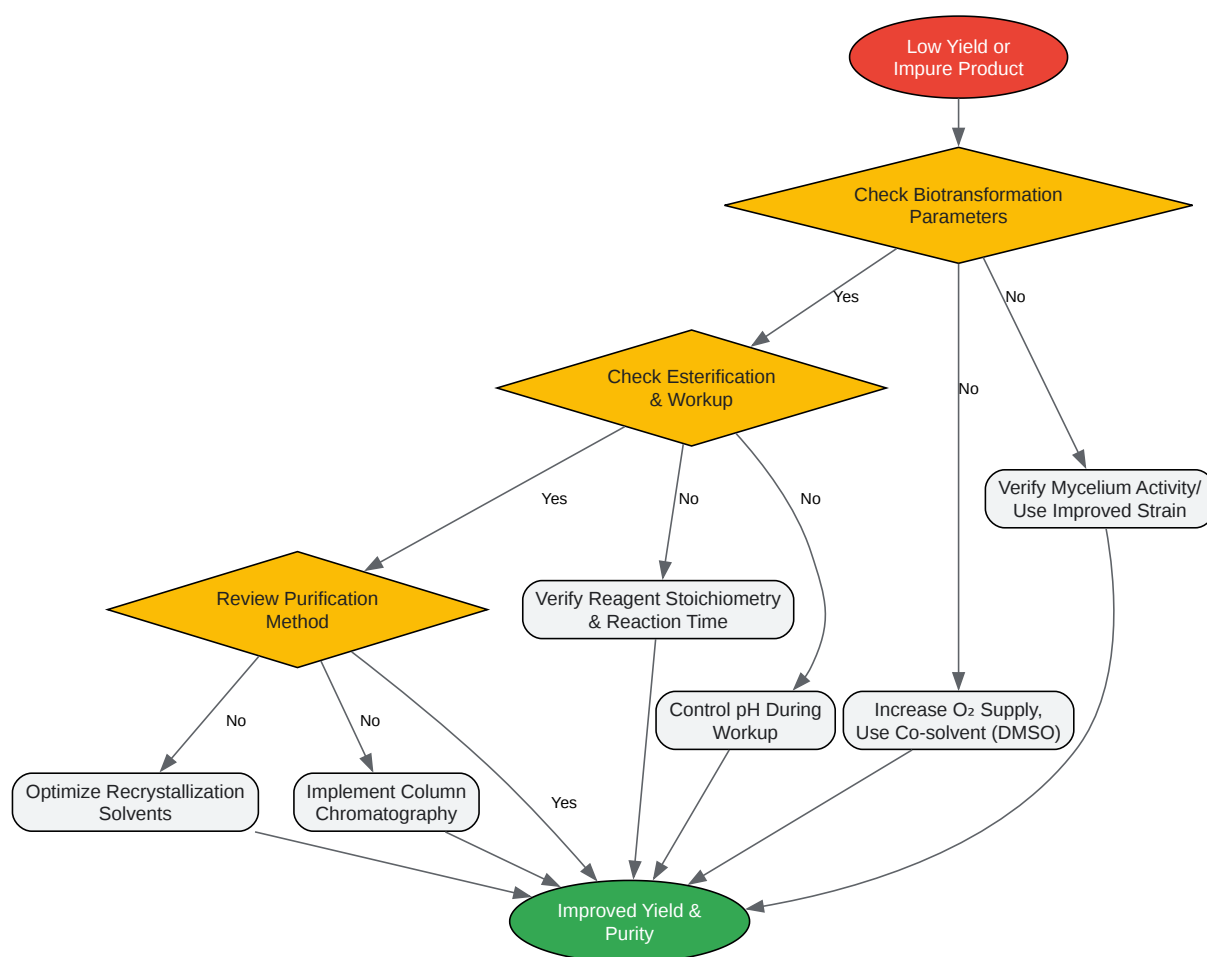 Low Yield or
Impure Product
Check Biotransformation
Parameters
Yes
No
No
Check Esterification
& Workup
Verify Mycelium Activity/
Use Improved Strain
Yes
No
No
Review Purification
Method
Verify Reagent Stoichiometry
& Reaction Time
Control pH During
Workup
Increase O₂ Supply,
Use Co-solvent (DMSO)
No
No
Yes
Optimize Recrystallization
Solvents
Implement Column
Chromatography
Improved Yield &
Purity